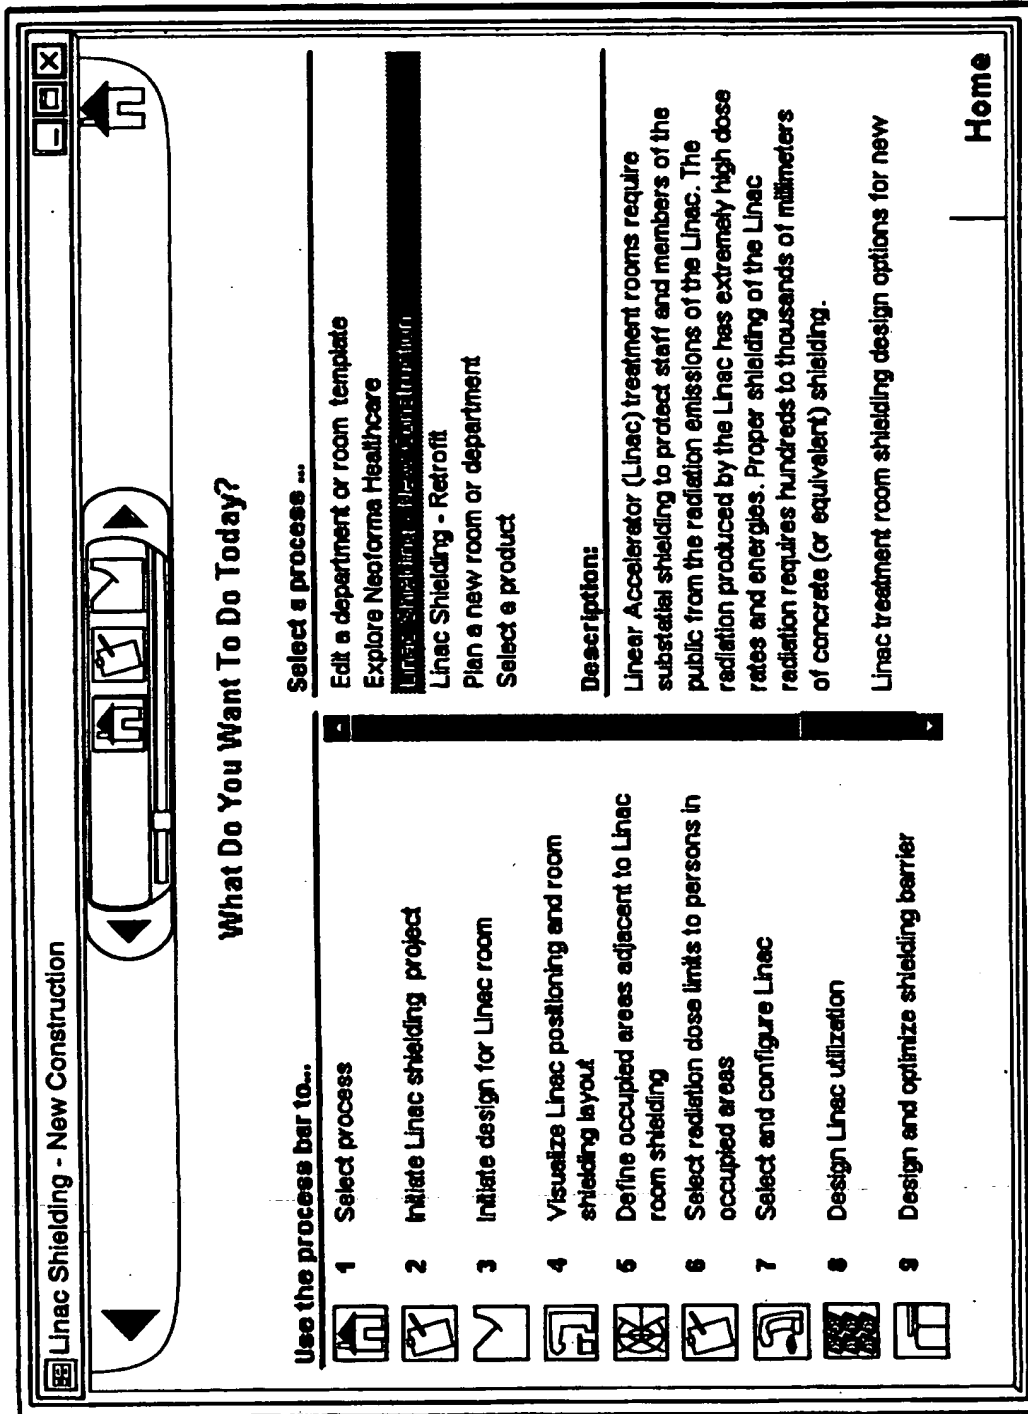 Linac Shielding - New Construction
What Do You Want To Do Today?
Use the process bar to...
1 Select process
2 Initiate Linac shielding project
3 Initiate design for Linac room
4 Visualize Linac positioning and room
shielding layout
5 Define occupied areas adjacent to Linac
room shielding
6 Select radiation dose limits to persons in
occupied areas
7 Select and configure Linac
8 Design Linac utilization
9 Design and optimize shielding barrier
Select a process ...
Edit a department or room template
Explore Neoforma Healthcare
Linac Shielding - New Construction
Linac Shielding - Retrofit
Plan a new room or department
Select a product
Description:
Linear Accelerator (Linac) treatment rooms require
substatial shielding to protect staff and members of the
public from the radiation emissions of the Linac. The
radiation produced by the Linac has extremely high dose
rates and energies. Proper shielding of the Linac
radiation requires hundreds to thousands of millimeters
of concrete (or equivalent) shielding.
Linac treatment room shielding design options for new
Home